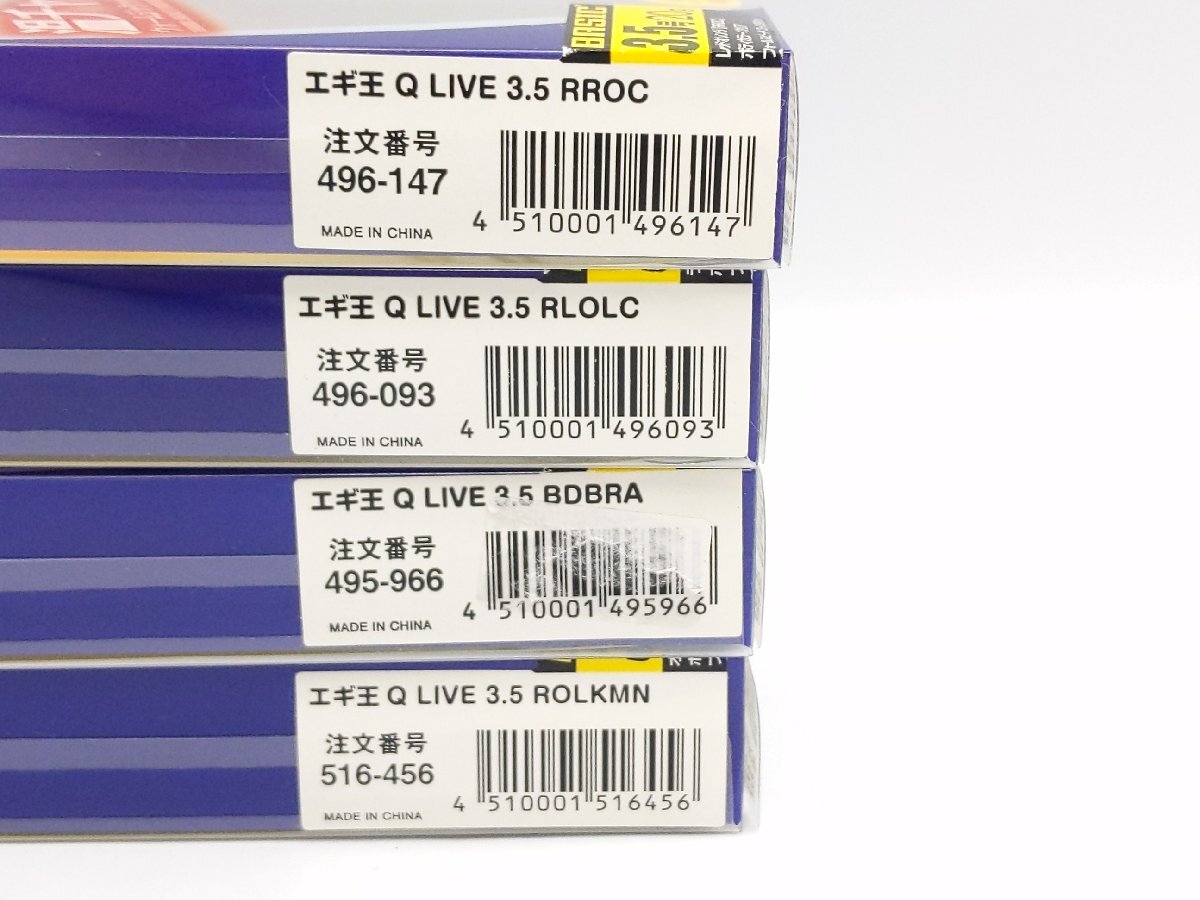 BASIC
3.5
エギ王 Q LIVE 3.5 RROC
注文番号
496-147
MADE IN CHINA
4 510001 496147
エギ王 Q LIVE 3.5 RLOLC
注文番号
496-093
MADE IN CHINA
4 510001 496093
エギ王 Q LIVE 3.5 BDBRA
注文番号
495-966
MADE IN CHINA
4 510001 495966
エギ王 Q LIVE 3.5 ROLKMN
注文番号
516-456
MADE IN CHINA
4 510001 516456